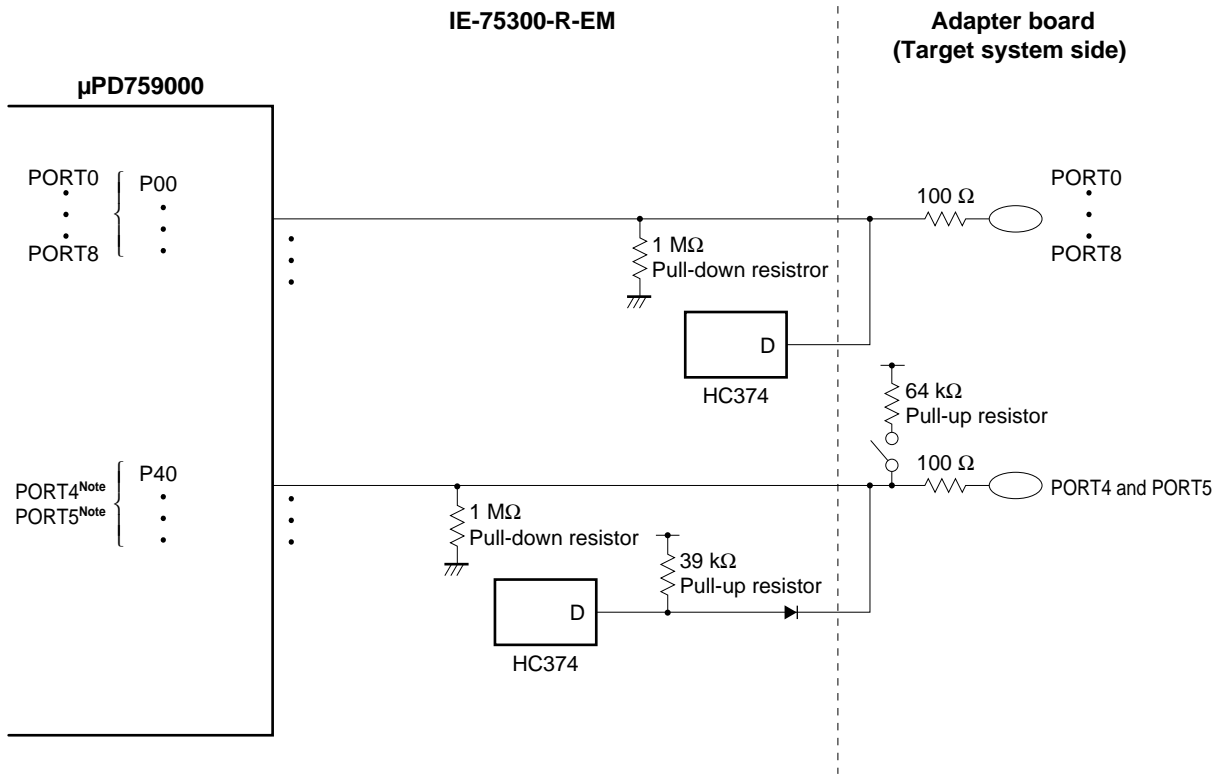 IE-75300-R-EM
Adapter board
(Target system side)
µPD759000
PORT0
PORT8
P00
1 MΩ
Pull-down resistror
D
HC374
100 Ω
PORT0
PORT8
64 kΩ
Pull-up resistor
100 Ω
PORT4 and PORT5
PORT4Note
PORT5Note
P40
1 MΩ
Pull-down resistor
39 kΩ
Pull-up resistor
D
HC374